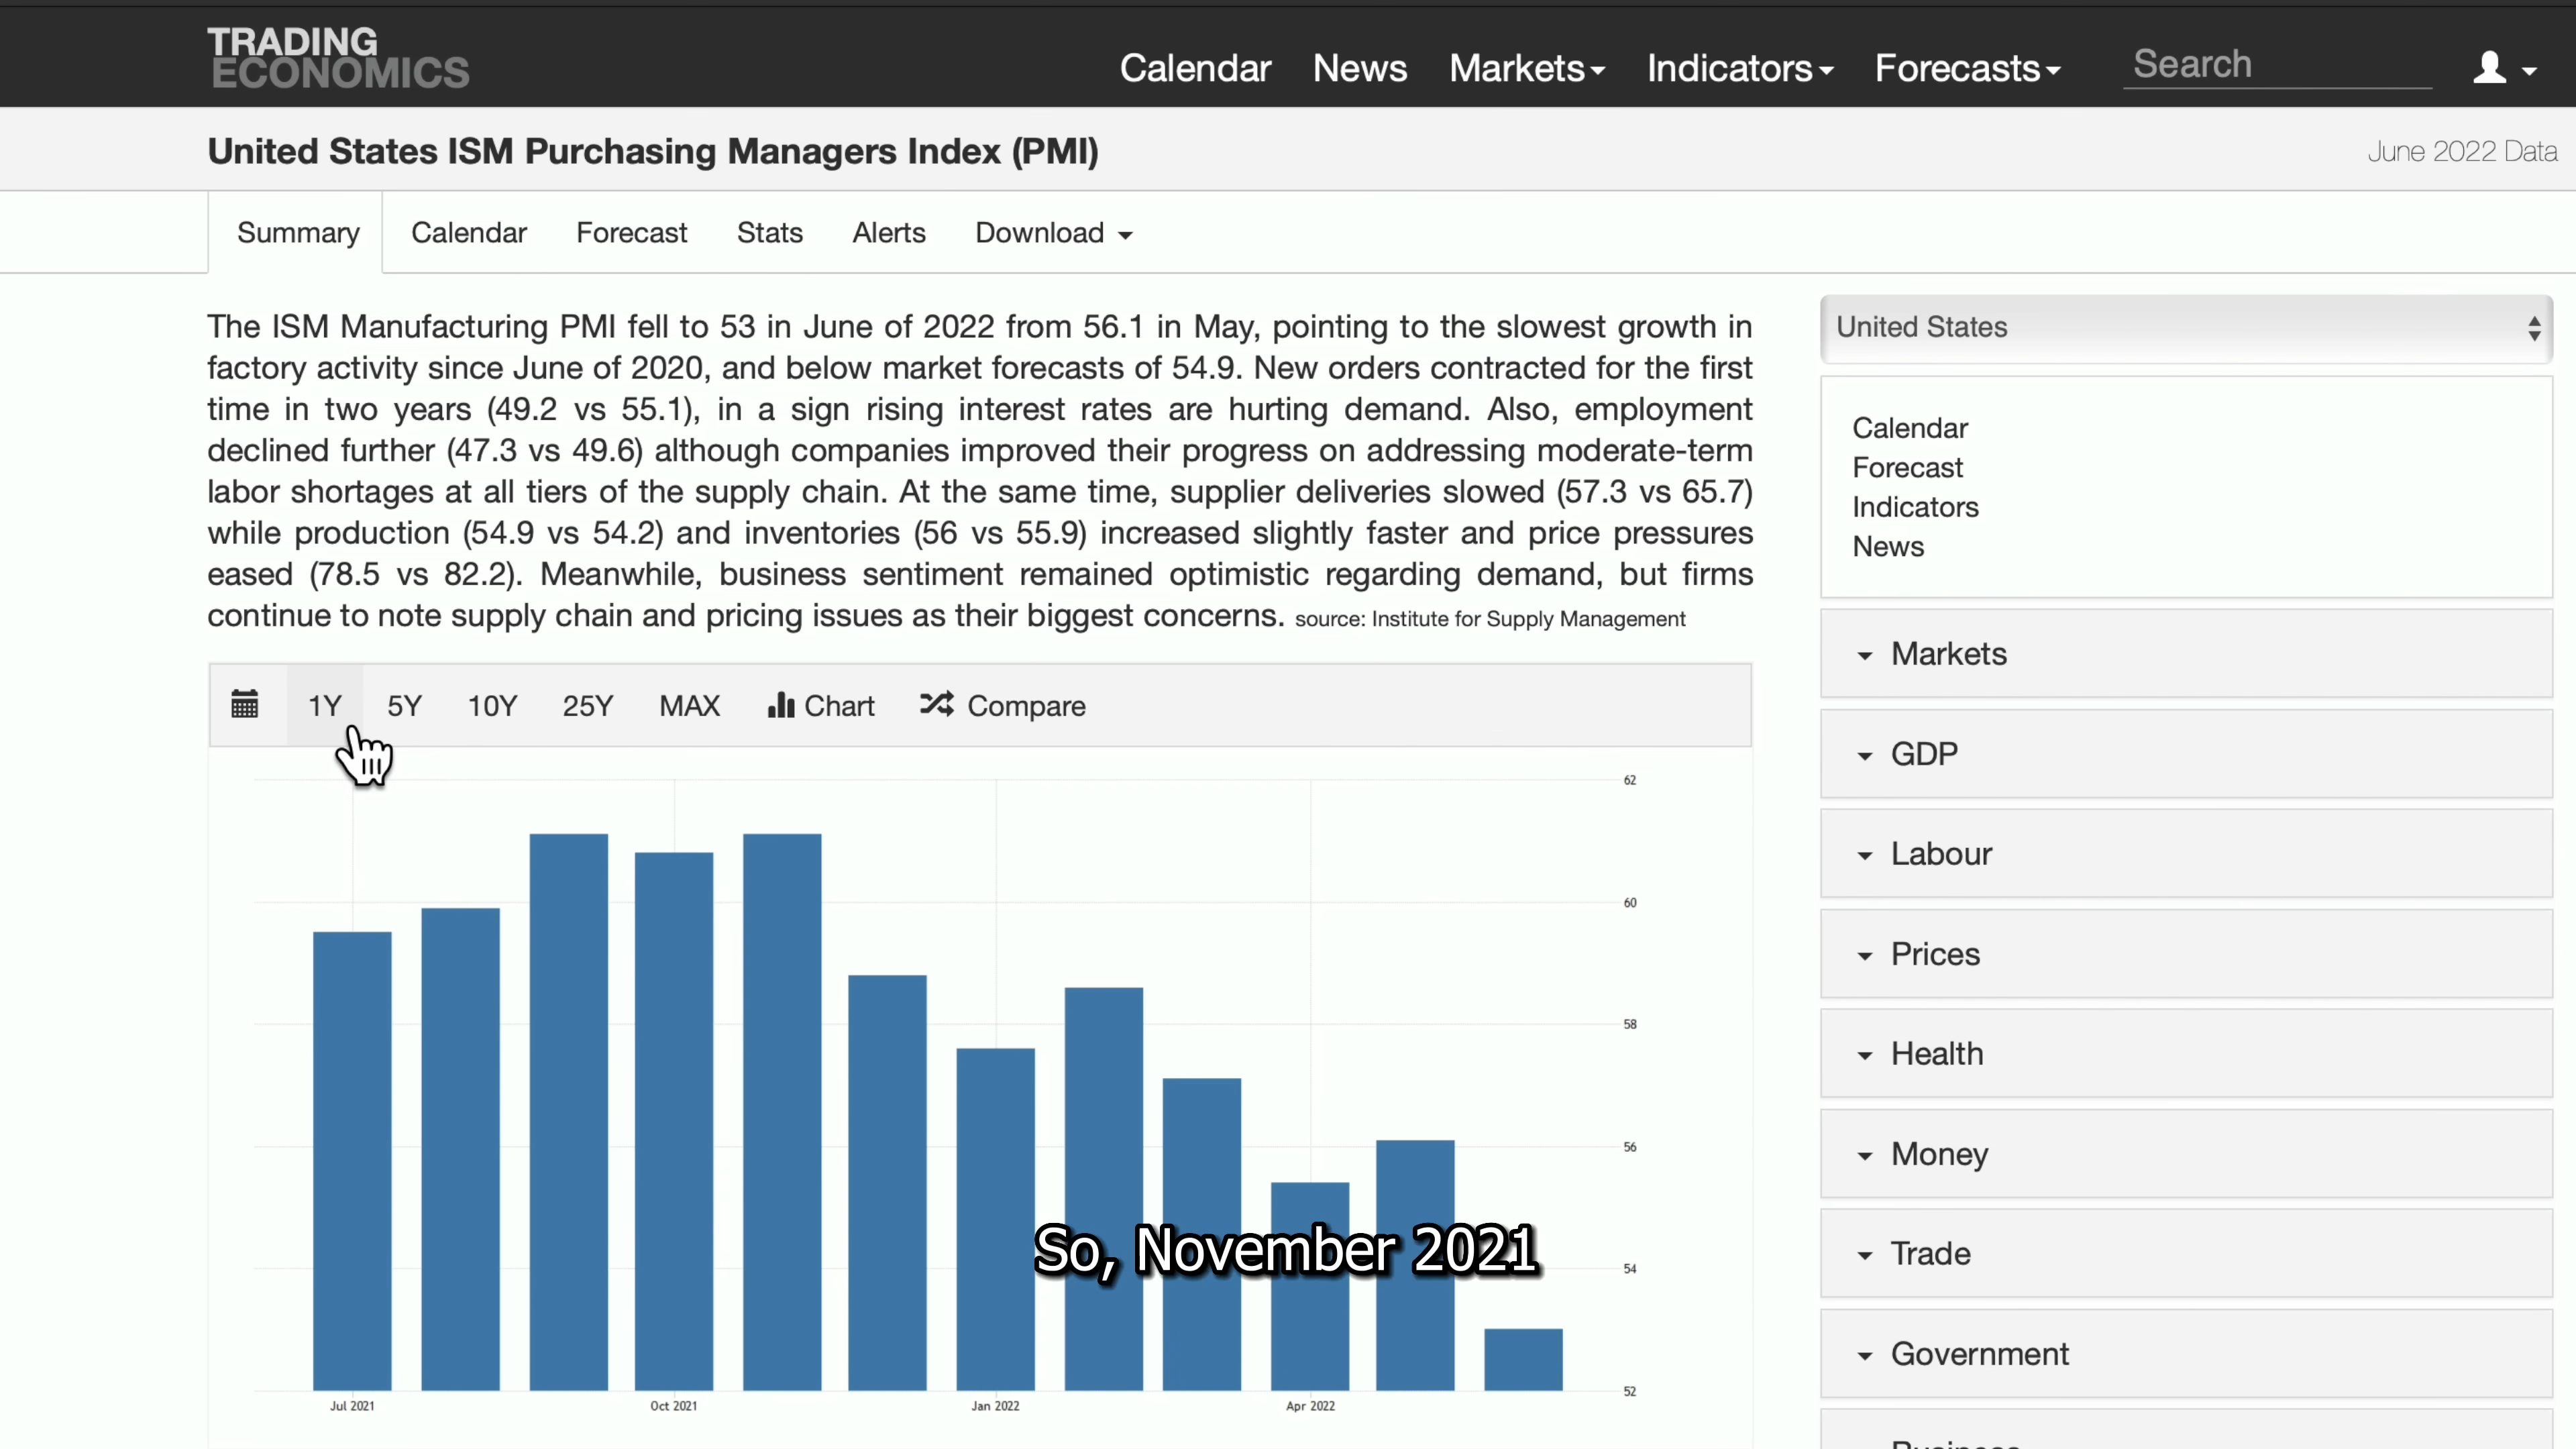 TRADING
ECONOMICS
Calendar News Markets Indicators Forecasts Search
United States ISM Purchasing Managers Index (PMI)
June 2022 Data
Summary Calendar Forecast Stats Alerts Download
The ISM Manufacturing PMI fell to 53 in June of 2022 from 56.1 in May, pointing to the slowest growth in
factory activity since June of 2020, and below market forecasts of 54.9. New orders contracted for the first
time in two years (49.2 vs 55.1), in a sign rising interest rates are hurting demand. Also, employment
declined further (47.3 vs 49.6) although companies improved their progress on addressing moderate-term
labor shortages at all tiers of the supply chain. At the same time, supplier deliveries slowed (57.3 vs 65.7)
while production (54.9 vs 54.2) and inventories (56 vs 55.9) increased slightly faster and price pressures
eased (78.5 vs 82.2). Meanwhile, business sentiment remained optimistic regarding demand, but firms
continue to note supply chain and pricing issues as their biggest concerns. source: Institute for Supply Management
1Y 5Y 10Y 25Y MAX Chart Compare
62
60
58
56
54
52
Jul 2021 Oct 2021 Jan 2022 Apr 2022
So, November 2021
United States
Calendar
Forecast
Indicators
News
Markets
GDP
Labour
Prices
Health
Money
Trade
Government